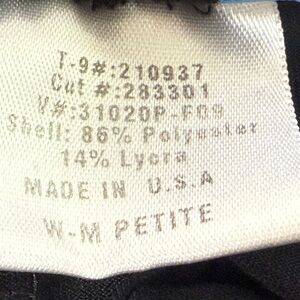 T-9#:210937
Cut #:283301
V#:31020P-F09
Shell: 86% Polyester
14% Lycra
MADE IN U.S.A
W-M PETITE